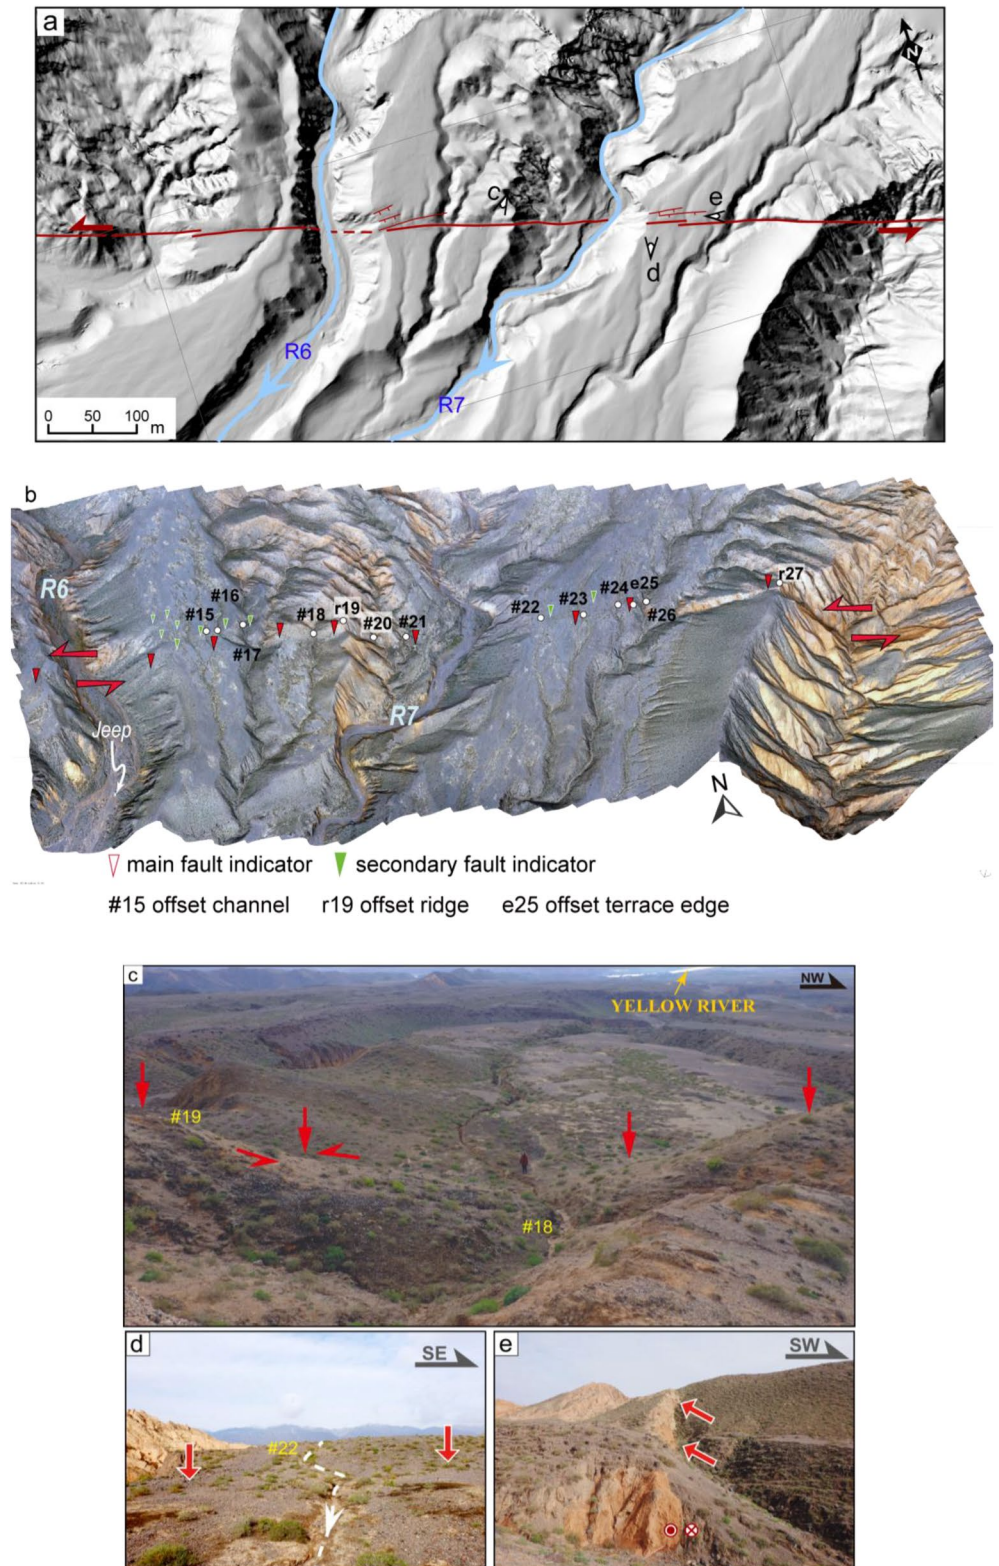 a
N
c
e
d
R6
R7
0 50 100
m
b
R6
#16
#15
#17
#18
r19
#20
#21
#22
#23
#24
e25
#26
r27
R7
Jeep
N
main fault indicator
secondary fault indicator
#15 offset channel r19 offset ridge e25 offset terrace edge
c
NW
YELLOW RIVER
#19
#18
d
SE
#22
e
SW